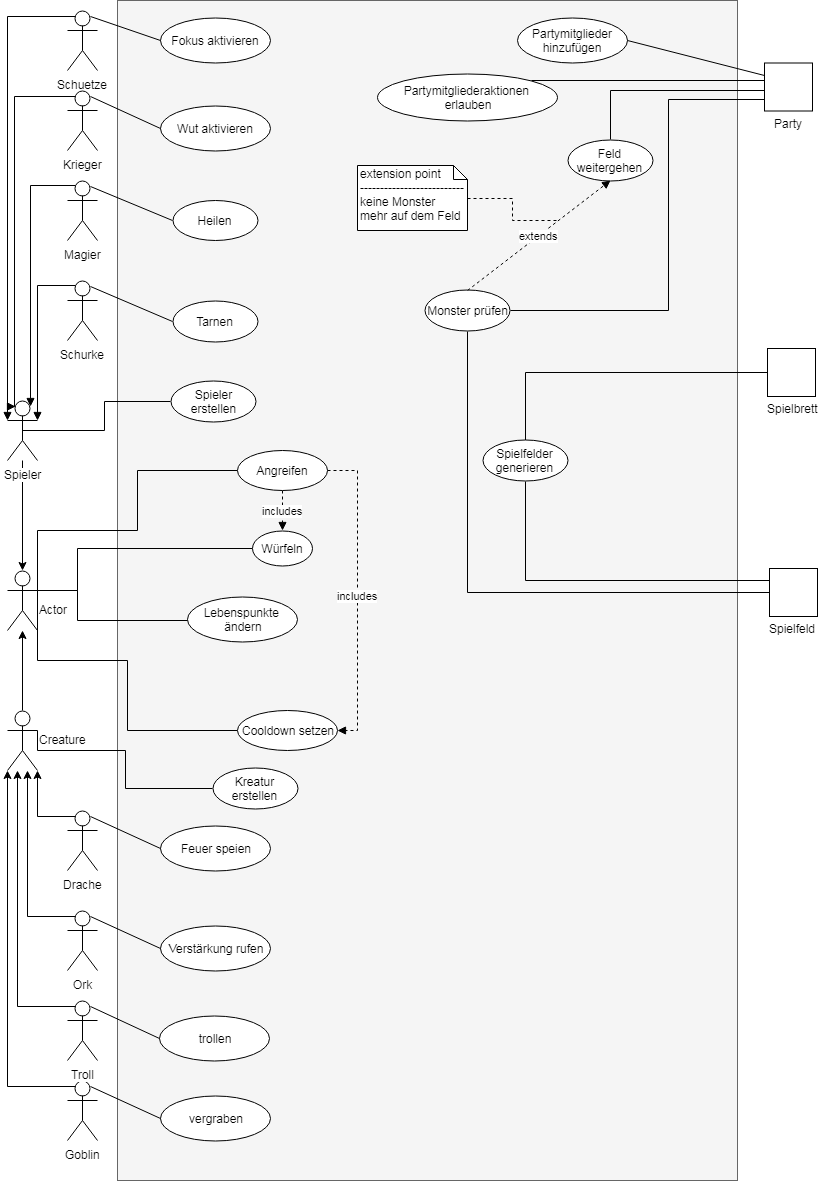 Fokus aktivieren
Schuetze
Wut aktivieren
Krieger
Heilen
Magier
Tarnen
Schurke
Spieler
erstellen
Spieler
Angreifen
includes
Würfeln
includes
Actor
Lebenspunkte
ändern
Cooldown setzen
Creature
Kreatur
erstellen
Feuer speien
Drache
Verstärkung rufen
Ork
trollen
Troll
vergraben
Goblin
Partymitglieder
hinzufügen
Partymitgliederaktionen
erlauben
Party
Feld
weitergehen
extension point
keine Monster
mehr auf dem Feld
extends
Monster prüfen
Spielbrett
Spielfelder
generieren
Spielfeld